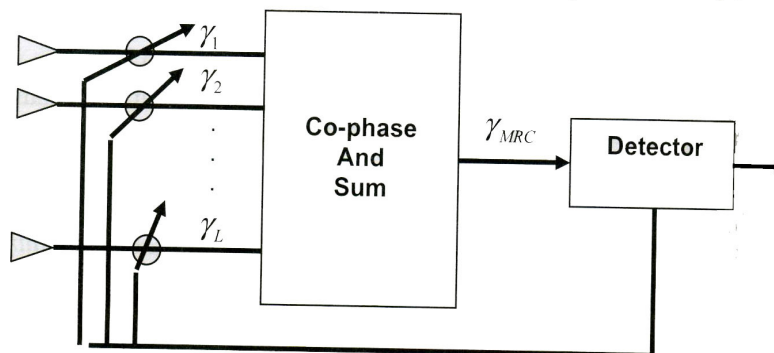 γ1
γ2
Co-phase
And
Sum
γMRC
Detector
γL